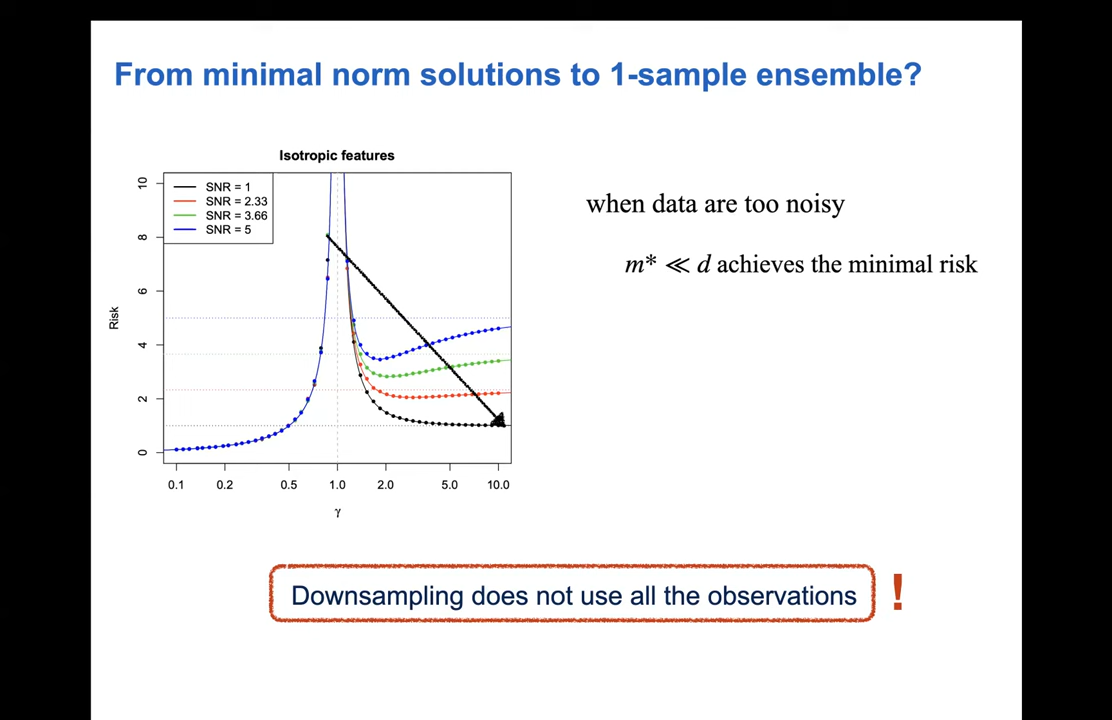 From minimal norm solutions to 1-sample ensemble?
Isotropic features
SNR = 1
SNR = 2.33
SNR = 3.66
SNR = 5
Risk
10
8
6
4
2
0
0.1 0.2 0.5 1.0 2.0 5.0 10.0
γ
when data are too noisy
m* ≪ d achieves the minimal risk
Downsampling does not use all the observations !